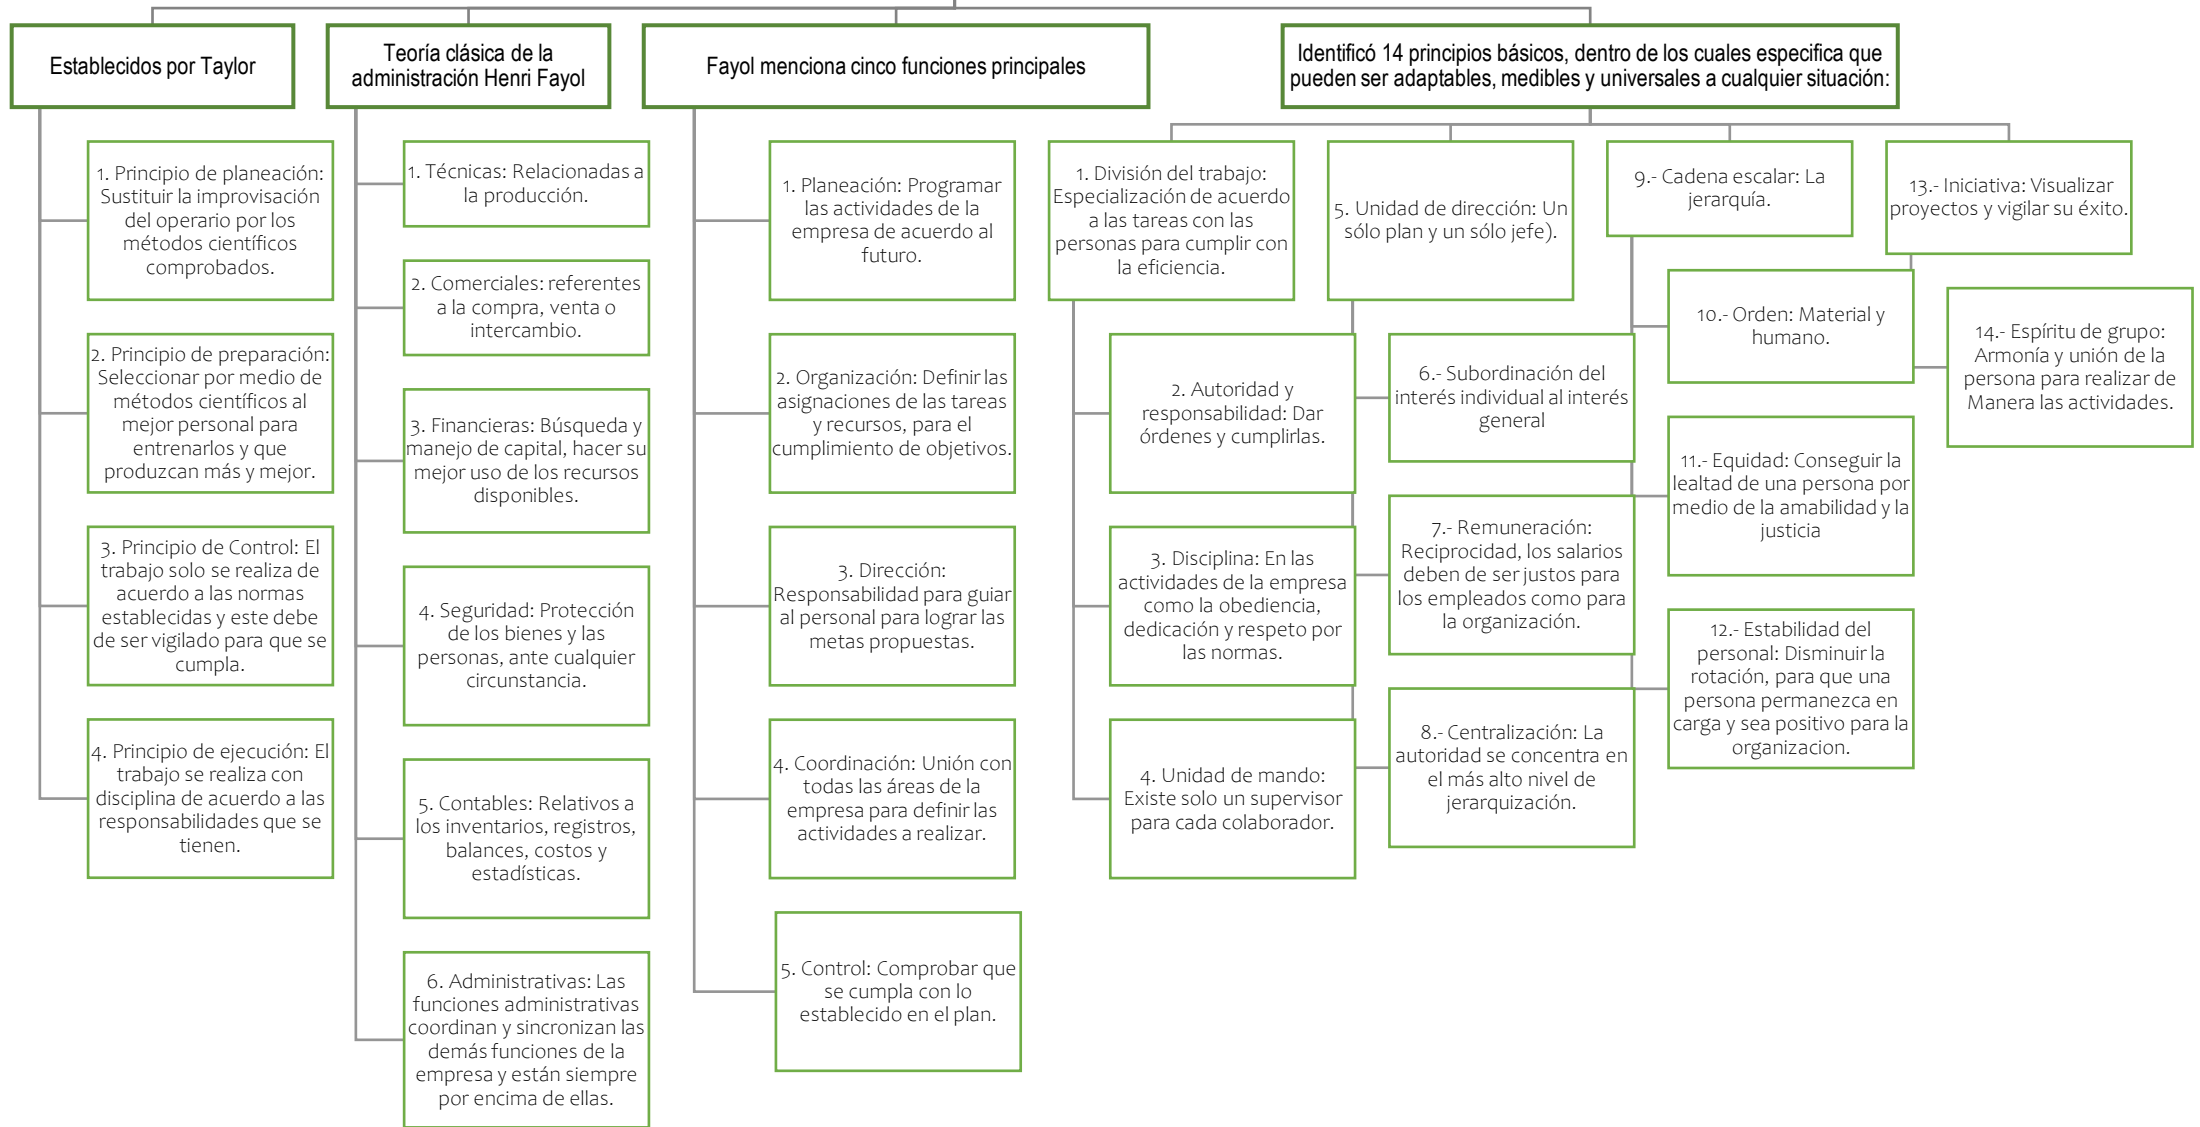 Establecidos por Taylor
Teoría clásica de la
administración Henri Fayol
Fayol menciona cinco funciones principales
Identificó 14 principios básicos, dentro de los cuales especifica que
pueden ser adaptables, medibles y universales a cualquier situación:
1. Principio de planeación:
Sustituir la improvisación
del operario por los
métodos científicos
comprobados.
2. Principio de preparación:
Seleccionar por medio de
métodos científicos al
mejor personal para
entrenarlos y que
produzcan más y mejor.
3. Principio de Control: El
trabajo solo se realiza de
acuerdo a las normas
establecidas y este debe
de ser vigilado para que se
cumpla.
4. Principio de ejecución: El
trabajo se realiza con
disciplina de acuerdo a las
responsabilidades que se
tienen.
1. Técnicas: Relacionadas a
la producción.
2. Comerciales: referentes
a la compra, venta o
intercambio.
3. Financieras: Búsqueda y
manejo de capital, hacer su
mejor uso de los recursos
disponibles.
4. Seguridad: Protección
de los bienes y las
personas, ante cualquier
circunstancia.
5. Contables: Relativos a
los inventarios, registros,
balances, costos y
estadísticas.
6. Administrativas: Las
funciones administrativas
coordinan y sincronizan las
demás funciones de la
empresa y están siempre
por encima de ellas.
1. Planeación: Programar
las actividades de la
empresa de acuerdo al
futuro.
2. Organización: Definir las
asignaciones de las tareas
y recursos, para el
cumplimiento de objetivos.
3. Dirección:
Responsabilidad para guiar
al personal para lograr las
metas propuestas.
4. Coordinación: Unión con
todas las áreas de la
empresa para definir las
actividades a realizar.
5. Control: Comprobar que
se cumpla con lo
establecido en el plan.
1. División del trabajo:
Especialización de acuerdo
a las tareas con las
personas para cumplir con
la eficiencia.
2. Autoridad y
responsabilidad: Dar
órdenes y cumplirlas.
3. Disciplina: En las
actividades de la empresa
como la obediencia,
dedicación y respeto por
las normas.
4. Unidad de mando:
Existe solo un supervisor
para cada colaborador.
5. Unidad de dirección: Un
sólo plan y un sólo jefe).
6.- Subordinación del
interés individual al interés
general
7.- Remuneración:
Reciprocidad, los salarios
deben de ser justos para
los empleados como para
la organización.
8.- Centralización: La
autoridad se concentra en
el más alto nivel de
jerarquización.
9.- Cadena escalar: La
jerarquía.
10.- Orden: Material y
humano.
11.- Equidad: Conseguir la
lealtad de una persona por
medio de la amabilidad y la
justicia
12.- Estabilidad del
personal: Disminuir la
rotación, para que una
persona permanezca en
carga y sea positivo para la
organizacion.
13.- Iniciativa: Visualizar
proyectos y vigilar su éxito.
14.- Espíritu de grupo:
Armonía y unión de la
persona para realizar de
Manera las actividades.